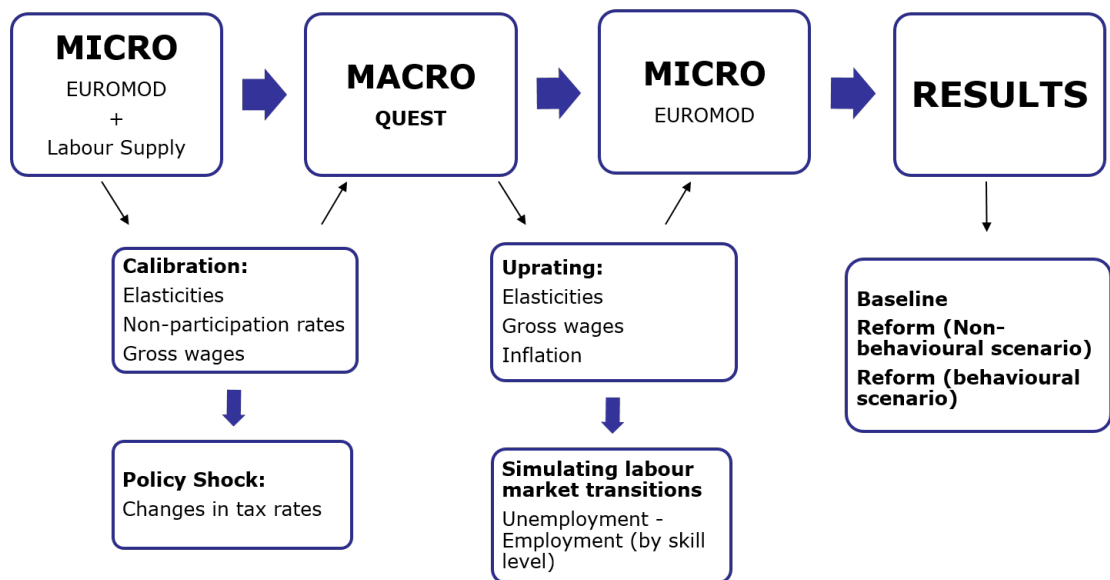 MICRO
EUROMOD
+
Labour Supply
MACRO
QUEST
MICRO
EUROMOD
RESULTS
Calibration:
Elasticities
Non-participation rates
Gross wages
Policy Shock:
Changes in tax rates
Uprating:
Elasticities
Gross wages
Inflation
Simulating labour
market transitions
Unemployment -
Employment (by skill
level)
Baseline
Reform (Non-
behavioural scenario)
Reform (behavioural
scenario)